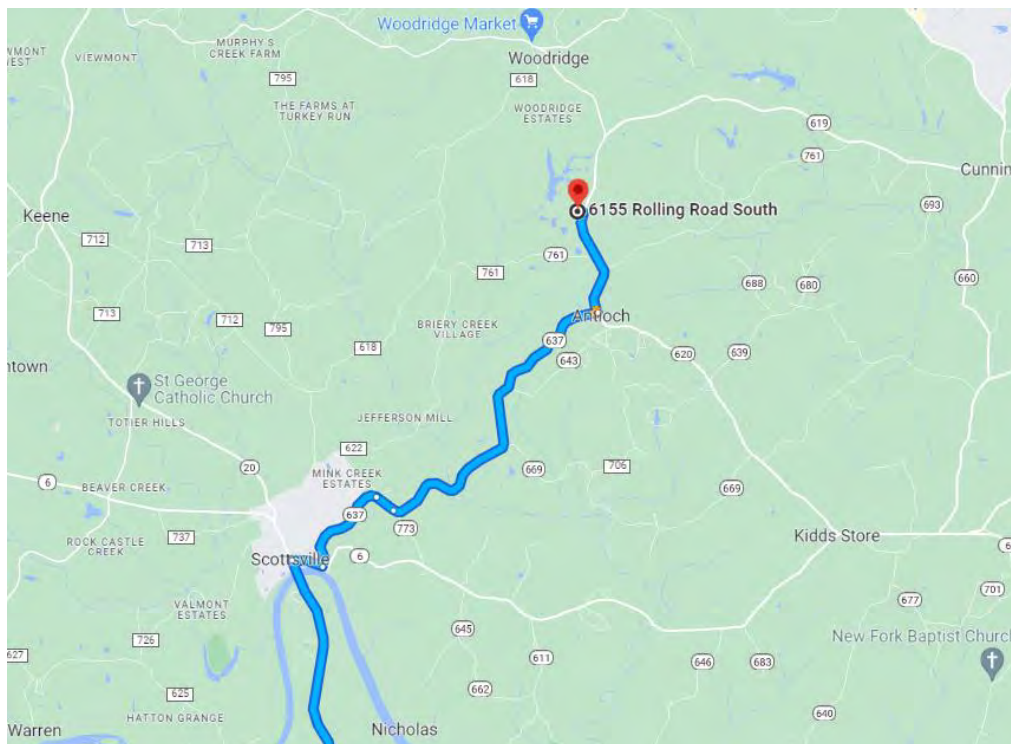 Woodridge Market
Woodridge
MURPHY S
CREEK FARM
VIEWMONT
795
618
THE FARMS AT
TURKEY RUN
WOODRIDGE
ESTATES
619
761
Cunnin
693
Keene
6155 Rolling Road South
712
713
761
761
660
688
680
713
712
795
BRIERY CREEK
VILLAGE
Antioch
618
637
643
620
639
ntown
St George
Catholic Church
TOTIER HILLS
JEFFERSON MILL
622
20
669
706
6
BEAVER CREEK
MINK CREEK
ESTATES
669
637
773
737
ROCK CASTLE
CREEK
Kidds Store
6
Scottsville
6
VALMONT
ESTATES
677
701
645
726
New Fork Baptist Church
627
611
646
683
625
662
HATTON GRANGE
640
Warren
Nicholas